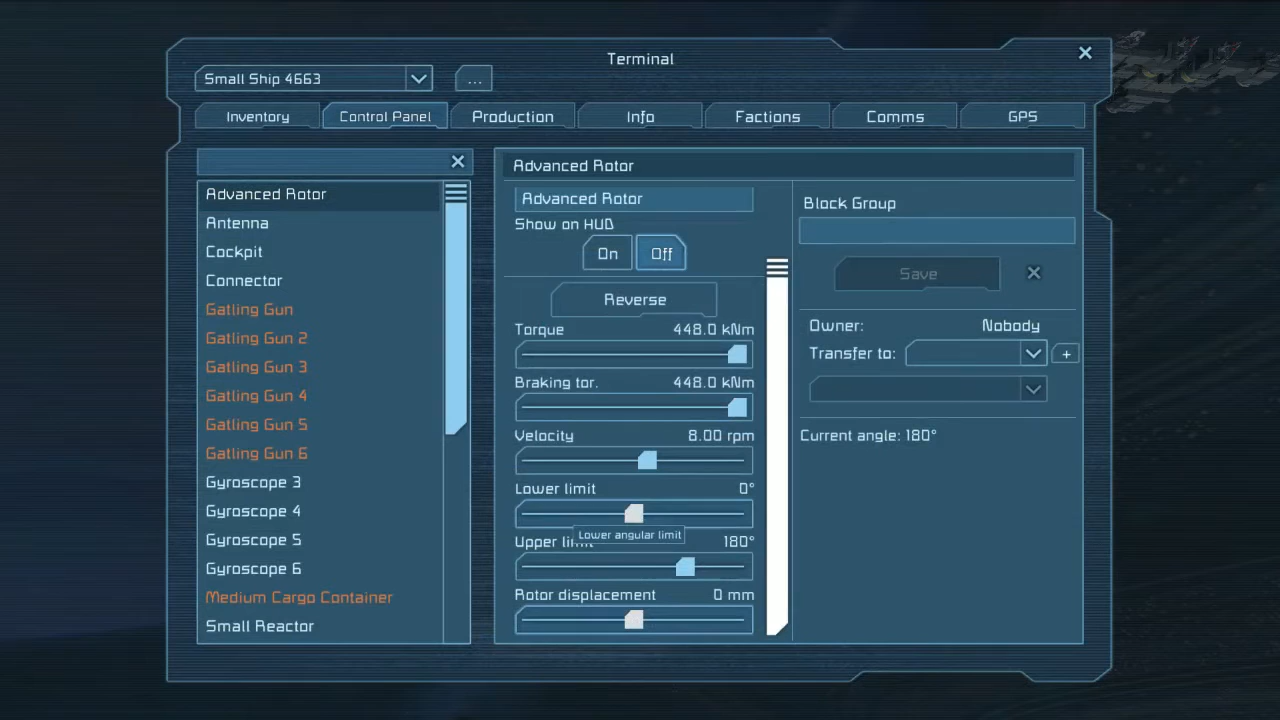 Terminal
Small Ship 4663
...
Inventory
Control Panel
Production
Info
Factions
Comms
GPS
Advanced Rotor
Antenna
Cockpit
Connector
Gatling Gun
Gatling Gun 2
Gatling Gun 3
Gatling Gun 4
Gatling Gun 5
Gatling Gun 6
Gyroscope 3
Gyroscope 4
Gyroscope 5
Gyroscope 6
Medium Cargo Container
Small Reactor
Advanced Rotor
Advanced Rotor
Show on HUD
On Off
Reverse
Torque 448.0 kNm
Braking tor. 448.0 kNm
Velocity 8.00 rpm
Lower limit 0°
Lower angular limit
Upper limit 180°
Rotor displacement 0 mm
Block Group
Save
Owner: Nobody
Transfer to:
+
Current angle: 180°